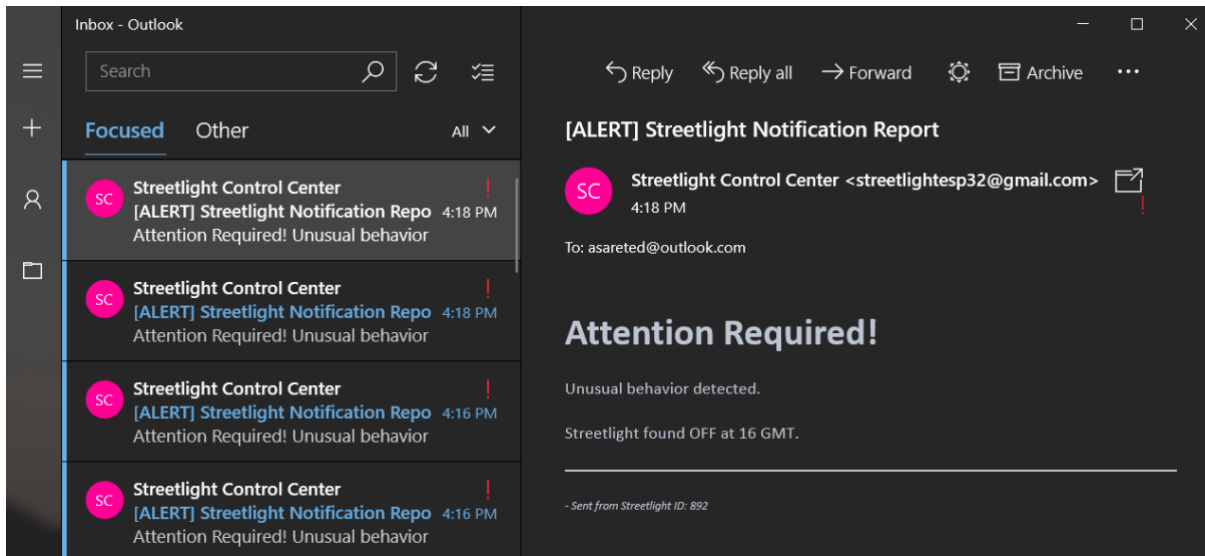 Inbox - Outlook
Search
Focused Other All
Streetlight Control Center
[ALERT] Streetlight Notification Repo 4:18 PM
Attention Required! Unusual behavior
Streetlight Control Center
[ALERT] Streetlight Notification Repo 4:18 PM
Attention Required! Unusual behavior
Streetlight Control Center
[ALERT] Streetlight Notification Repo 4:16 PM
Attention Required! Unusual behavior
Streetlight Control Center
[ALERT] Streetlight Notification Repo 4:16 PM
Attention Required! Unusual behavior
SC
SC
SC
SC
Reply Reply all Forward Archive
[ALERT] Streetlight Notification Report
SC
Streetlight Control Center <streetlightesp32@gmail.com>
4:18 PM
To: asareted@outlook.com
Attention Required!
Unusual behavior detected.
Streetlight found OFF at 16 GMT.
- Sent from Streetlight ID: 892